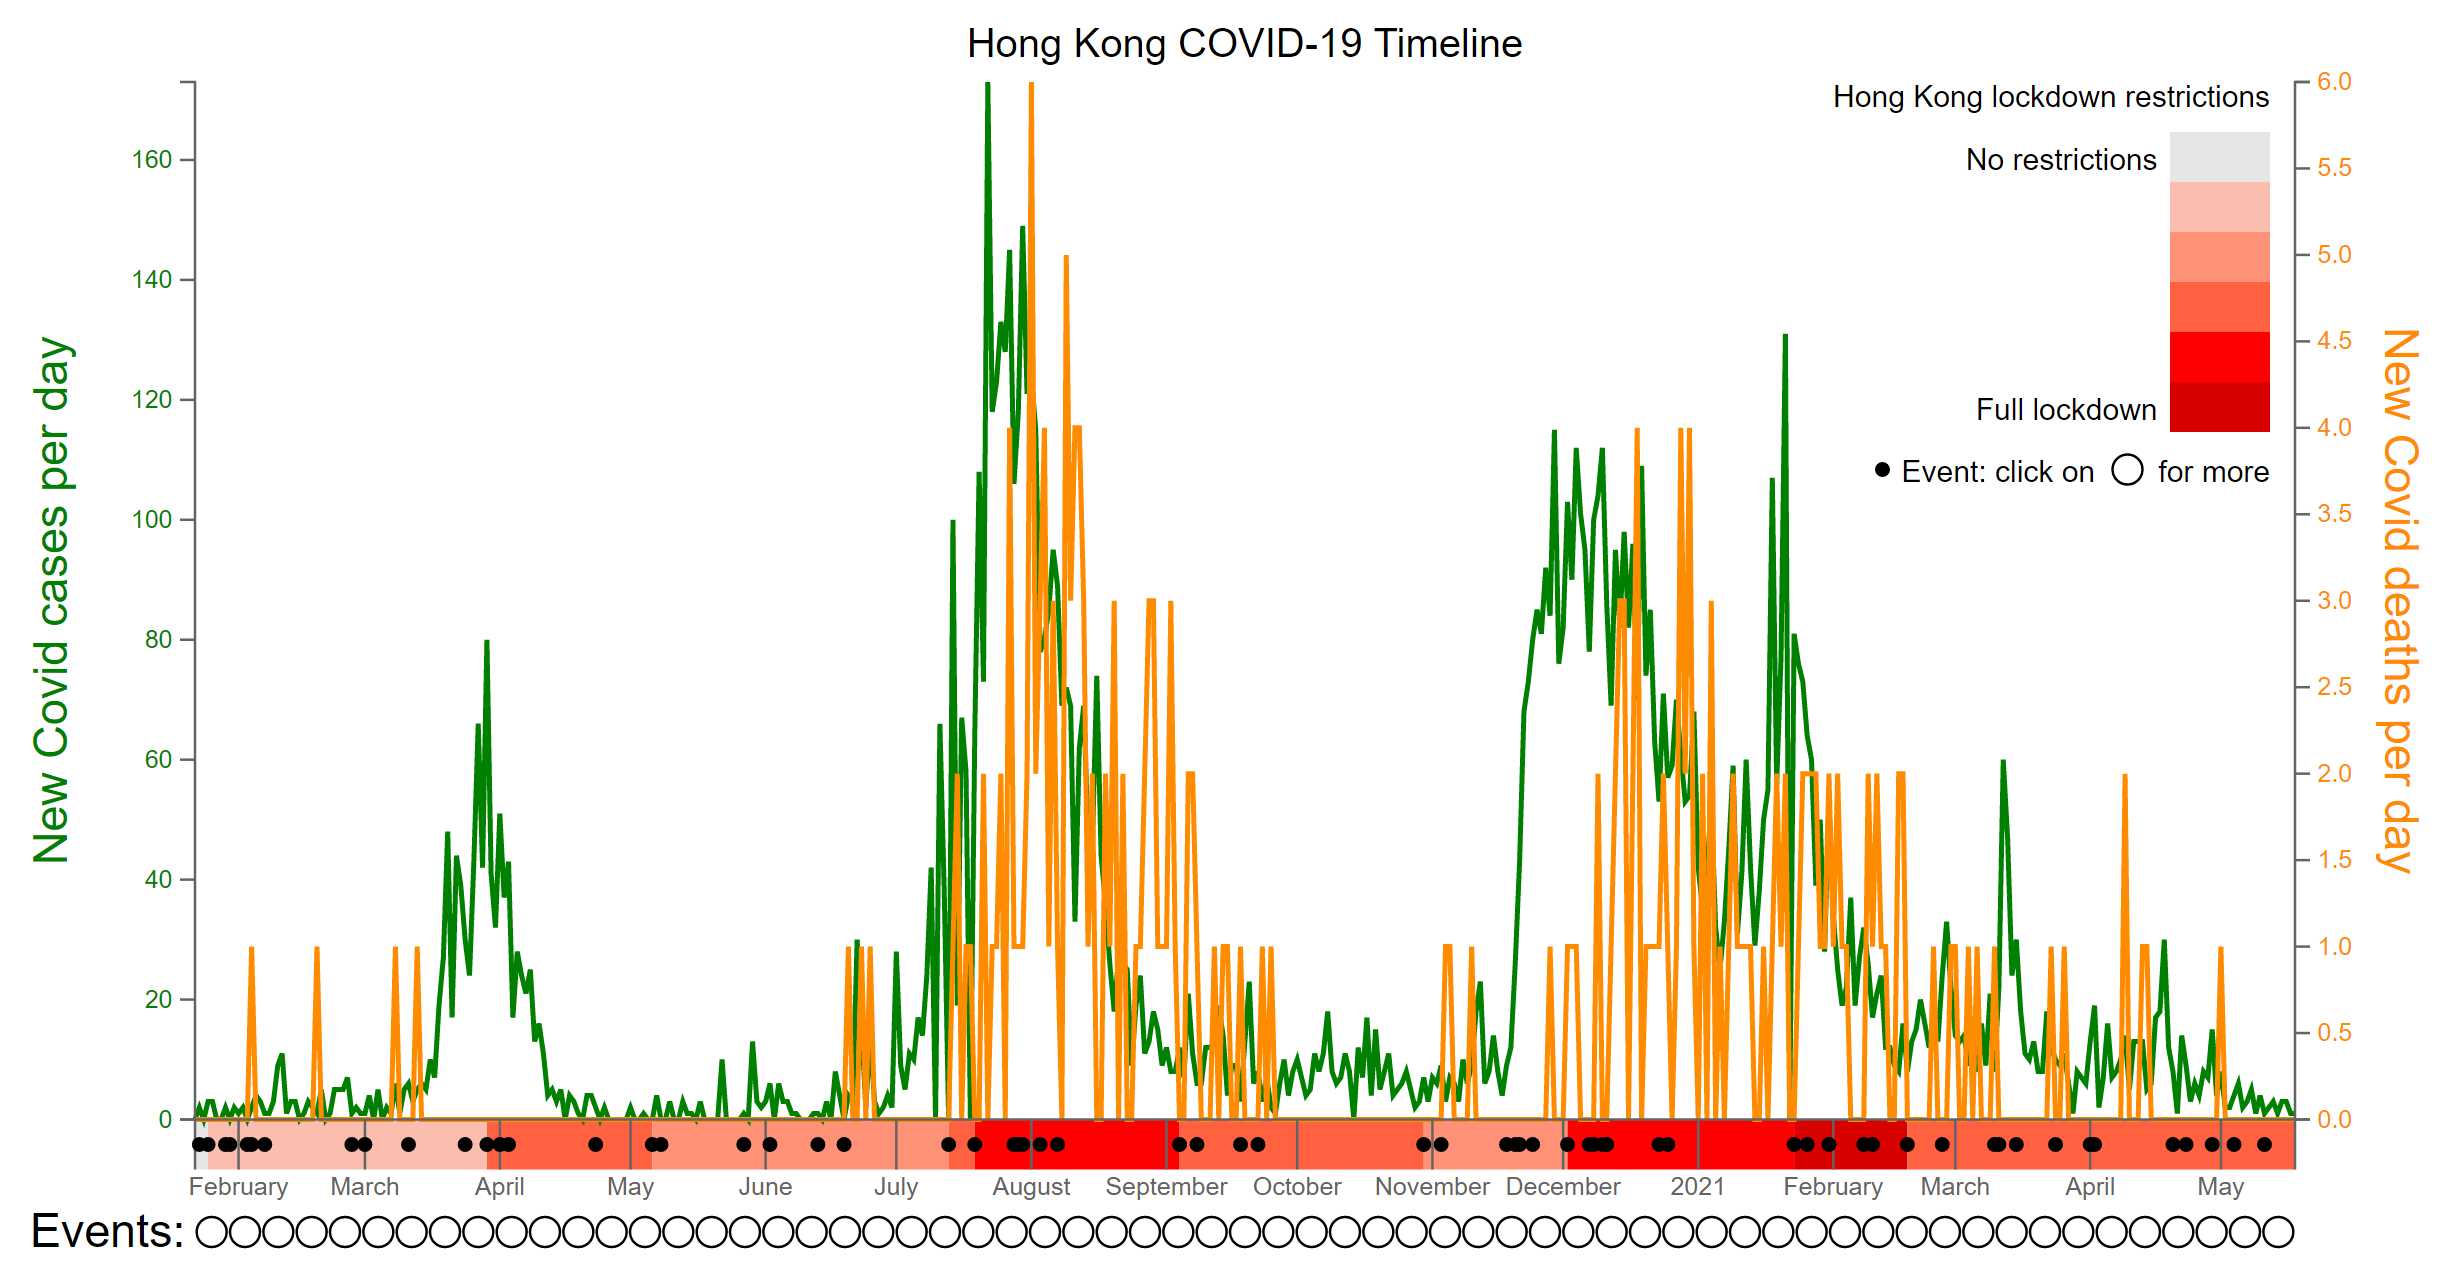 Hong Kong COVID-19 Timeline
New Covid cases per day
160
140
120
100
80
60
40
20
0
Hong Kong lockdown restrictions
No restrictions
Full lockdown
Event: click on for more
6.0
5.5
5.0
4.5
4.0
3.5
3.0
2.5
2.0
1.5
1.0
0.5
0.0
New Covid deaths per day
February March April May June July August September October November December 2021 February March April May
Events: